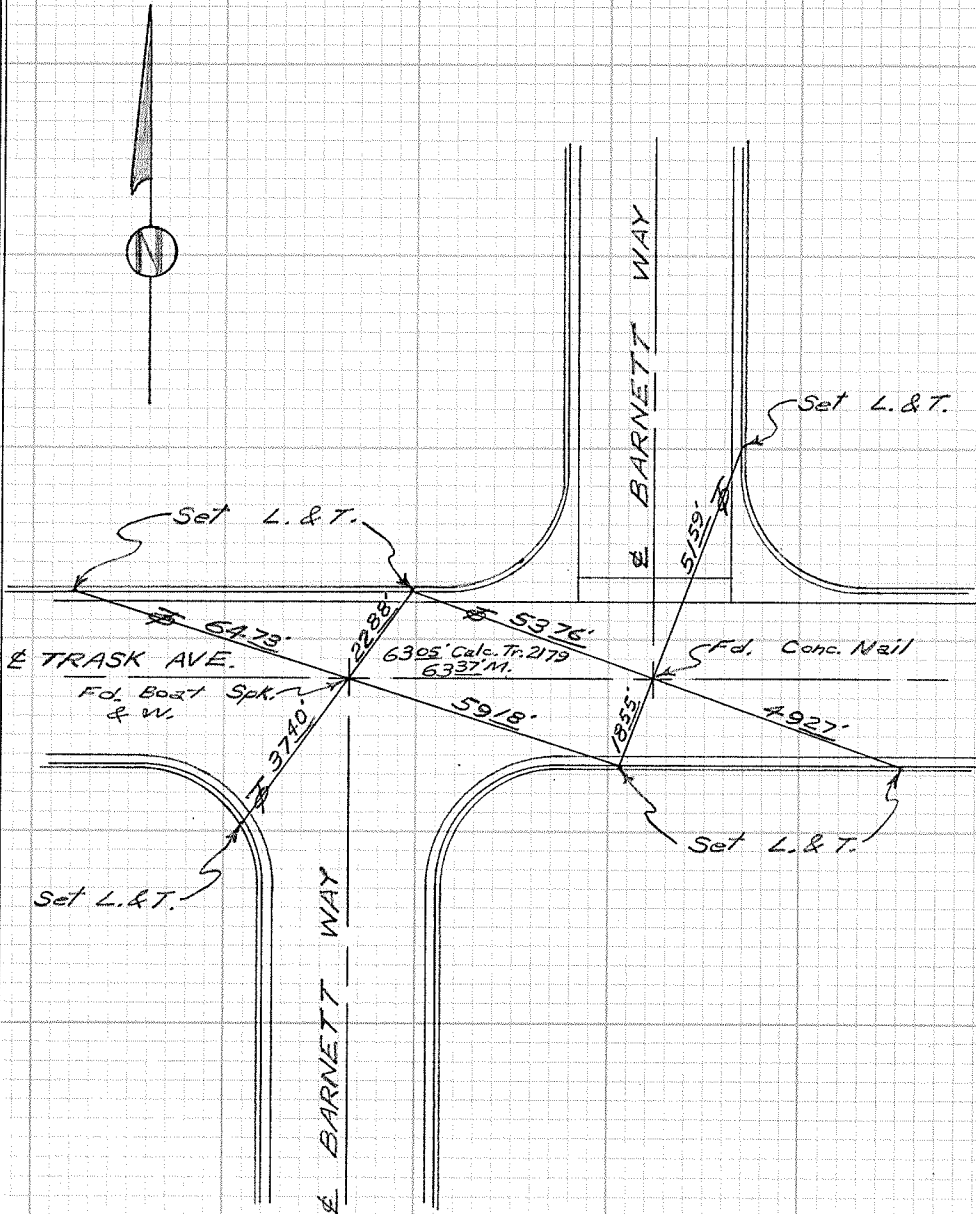 N
℄ BARNETT WAY
Set L. & T.
Set L. & T.
51.59'
22.88'
64.73'
53.76'
63.05' Calc. Tr. 2179
63.37' M.
℄ TRASK AVE.
Fd. Boat Spk.
& W.
Fd. Conc. Nail
37.40'
59.18'
18.55'
49.27'
Set L. & T.
Set L. & T.
℄ BARNETT WAY